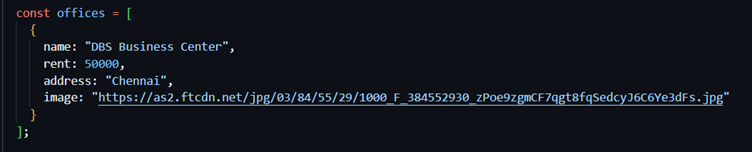 const offices = [
{
name: "DBS Business Center",
rent: 50000,
address: "Chennai",
image: "https://as2.ftcdn.net/jpg/03/84/55/29/1000_F_384552930_zPoe9zgmCF7qgt8fqSedcyJ6C6Ye3dFs.jpg"
}
];